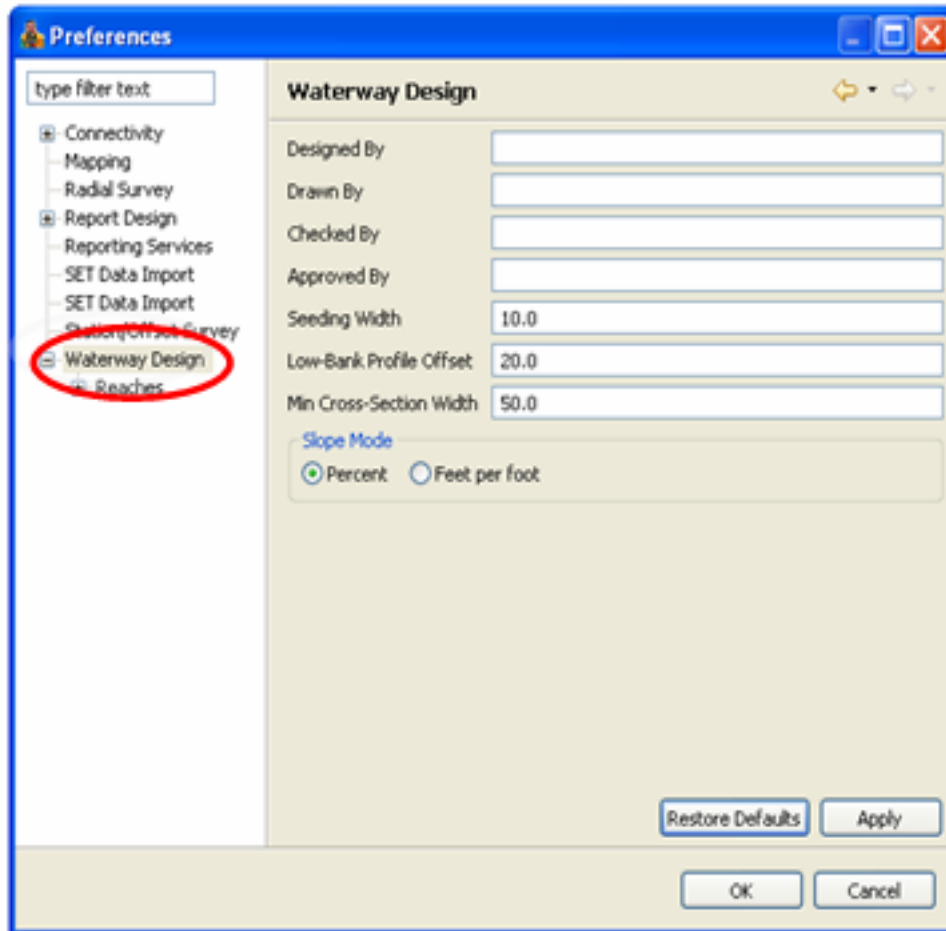 Preferences
type filter text
Connectivity
Mapping
Radial Survey
Report Design
Reporting Services
SET Data Import
SET Data Import
Station/Offset Survey
Waterway Design
Reaches
Waterway Design
Designed By
Drawn By
Checked By
Approved By
Seeding Width 10.0
Low-Bank Profile Offset 20.0
Min Cross-Section Width 50.0
Slope Mode
Percent Feet per foot
Restore Defaults Apply
OK Cancel